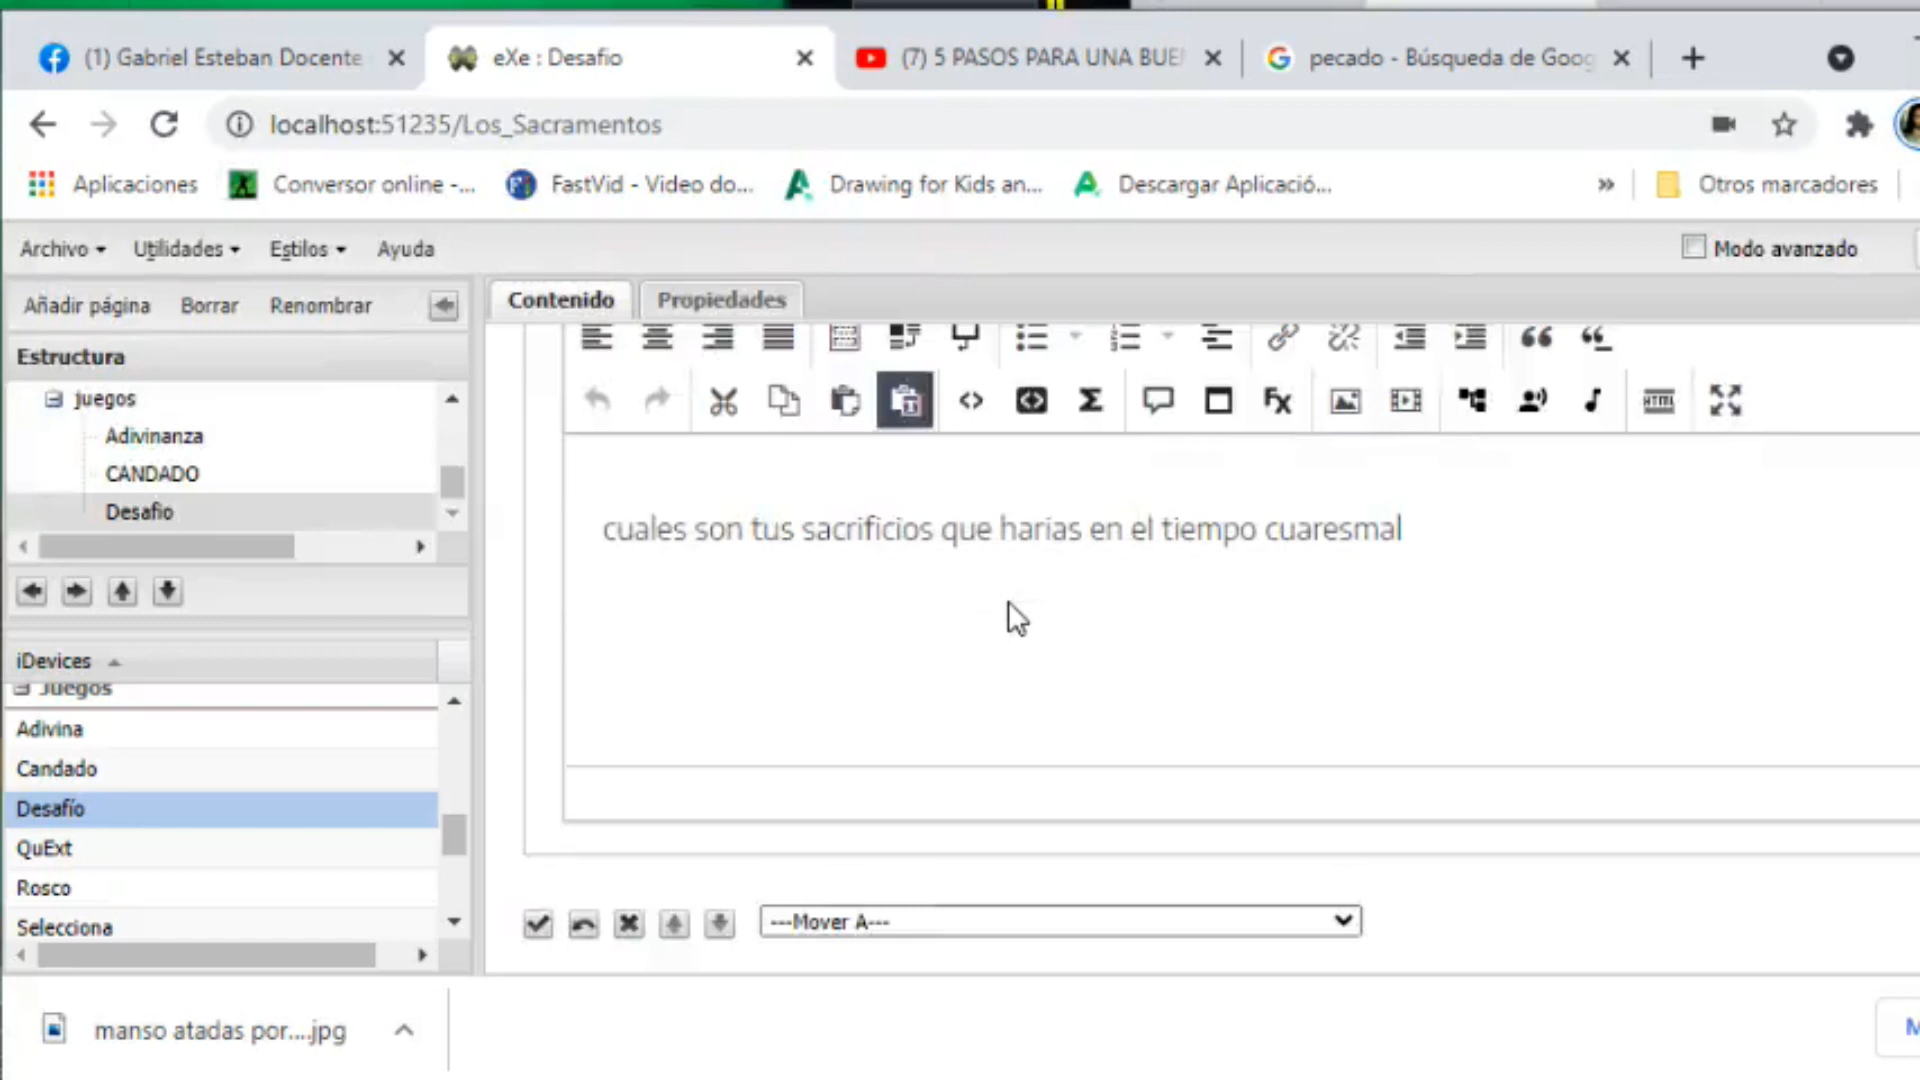 (1) Gabriel Esteban Docente
eXe : Desafio
(7) 5 PASOS PARA UNA BUE
pecado - Búsqueda de Goog
localhost:51235/Los_Sacramentos
Aplicaciones
Conversor online -...
FastVid - Video do...
Drawing for Kids an...
Descargar Aplicació...
»
Otros marcadores
Archivo
Utilidades
Estilos
Ayuda
Modo avanzado
Añadir página
Borrar
Renombrar
Contenido
Propiedades
Estructura
juegos
Adivinanza
CANDADO
Desafio
HTML
cuales son tus sacrificios que harias en el tiempo cuaresmal
iDevices
Juegos
Adivina
Candado
Desafío
QuExt
Rosco
Selecciona
---Mover A---
manso atadas por....jpg
M